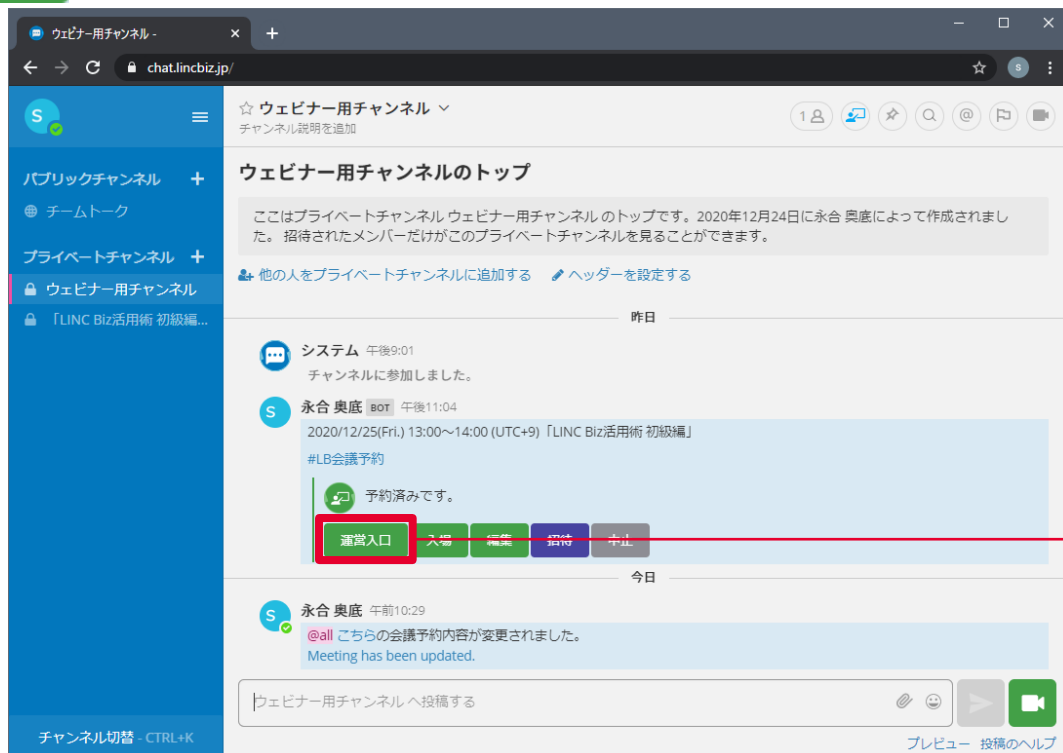 ウェビナー用チャンネル -
chat.lincbiz.jp/
S
S
☆ ウェビナー用チャンネル
チャンネル説明を追加
1
@
パブリックチャンネル +
チームトーク
プライベートチャンネル +
ウェビナー用チャンネル
「LINC Biz活用術 初級編...
ウェビナー用チャンネルのトップ
ここはプライベートチャンネル ウェビナー用チャンネル のトップです。2020年12月24日に永合 奥底によって作成されまし
た。 招待されたメンバーだけがこのプライベートチャンネルを見ることができます。
他の人をプライベートチャンネルに追加する ヘッダーを設定する
昨日
システム 午後9:01
チャンネルに参加しました。
S
永合 奥底 BOT 午後11:04
2020/12/25(Fri.) 13:00～14:00 (UTC+9)「LINC Biz活用術 初級編」
#LB会議予約
予約済みです。
運営入口 入場 編集 招待 中止
今日
S
永合 奥底 午前10:29
@all こちらの会議予約内容が変更されました。
Meeting has been updated.
ウェビナー用チャンネル へ投稿する
チャンネル切替 - CTRL+K
プレビュー 投稿のヘルプ